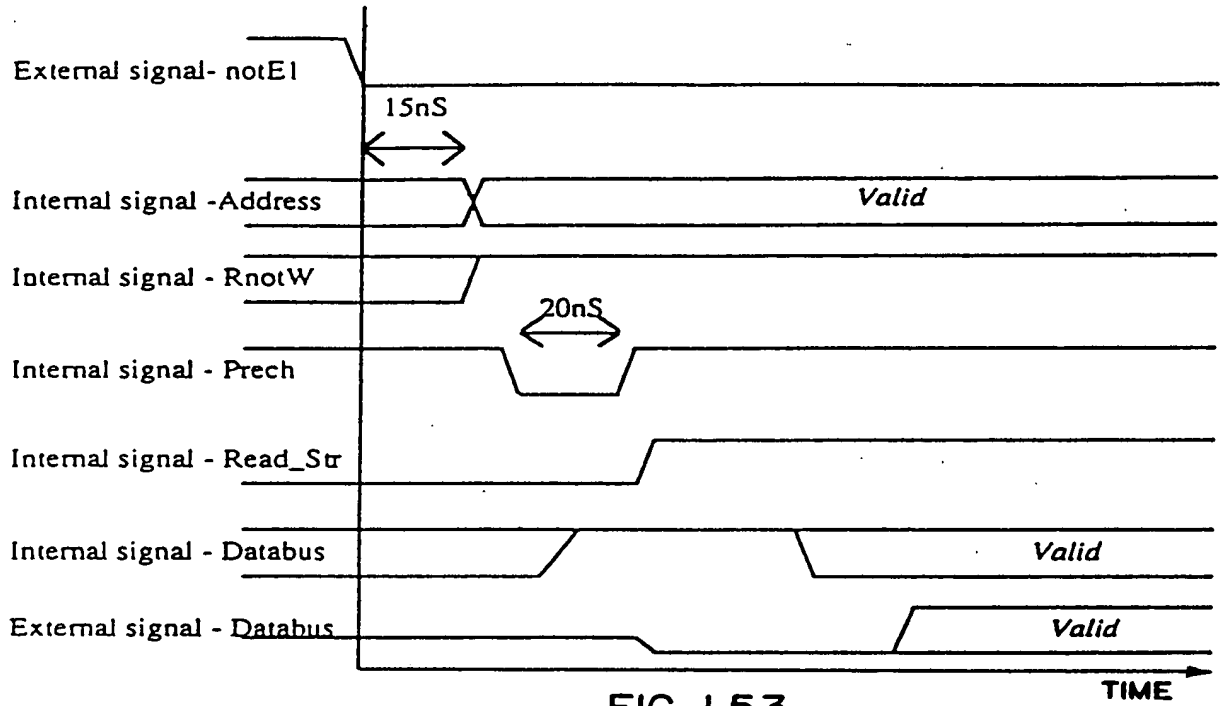 External signal- notE1
15nS
Internal signal -Address
Valid
Internal signal - RnotW
20nS
Internal signal - Prech
Internal signal - Read_Str
Internal signal - Databus
Valid
External signal - Databus
Valid
TIME